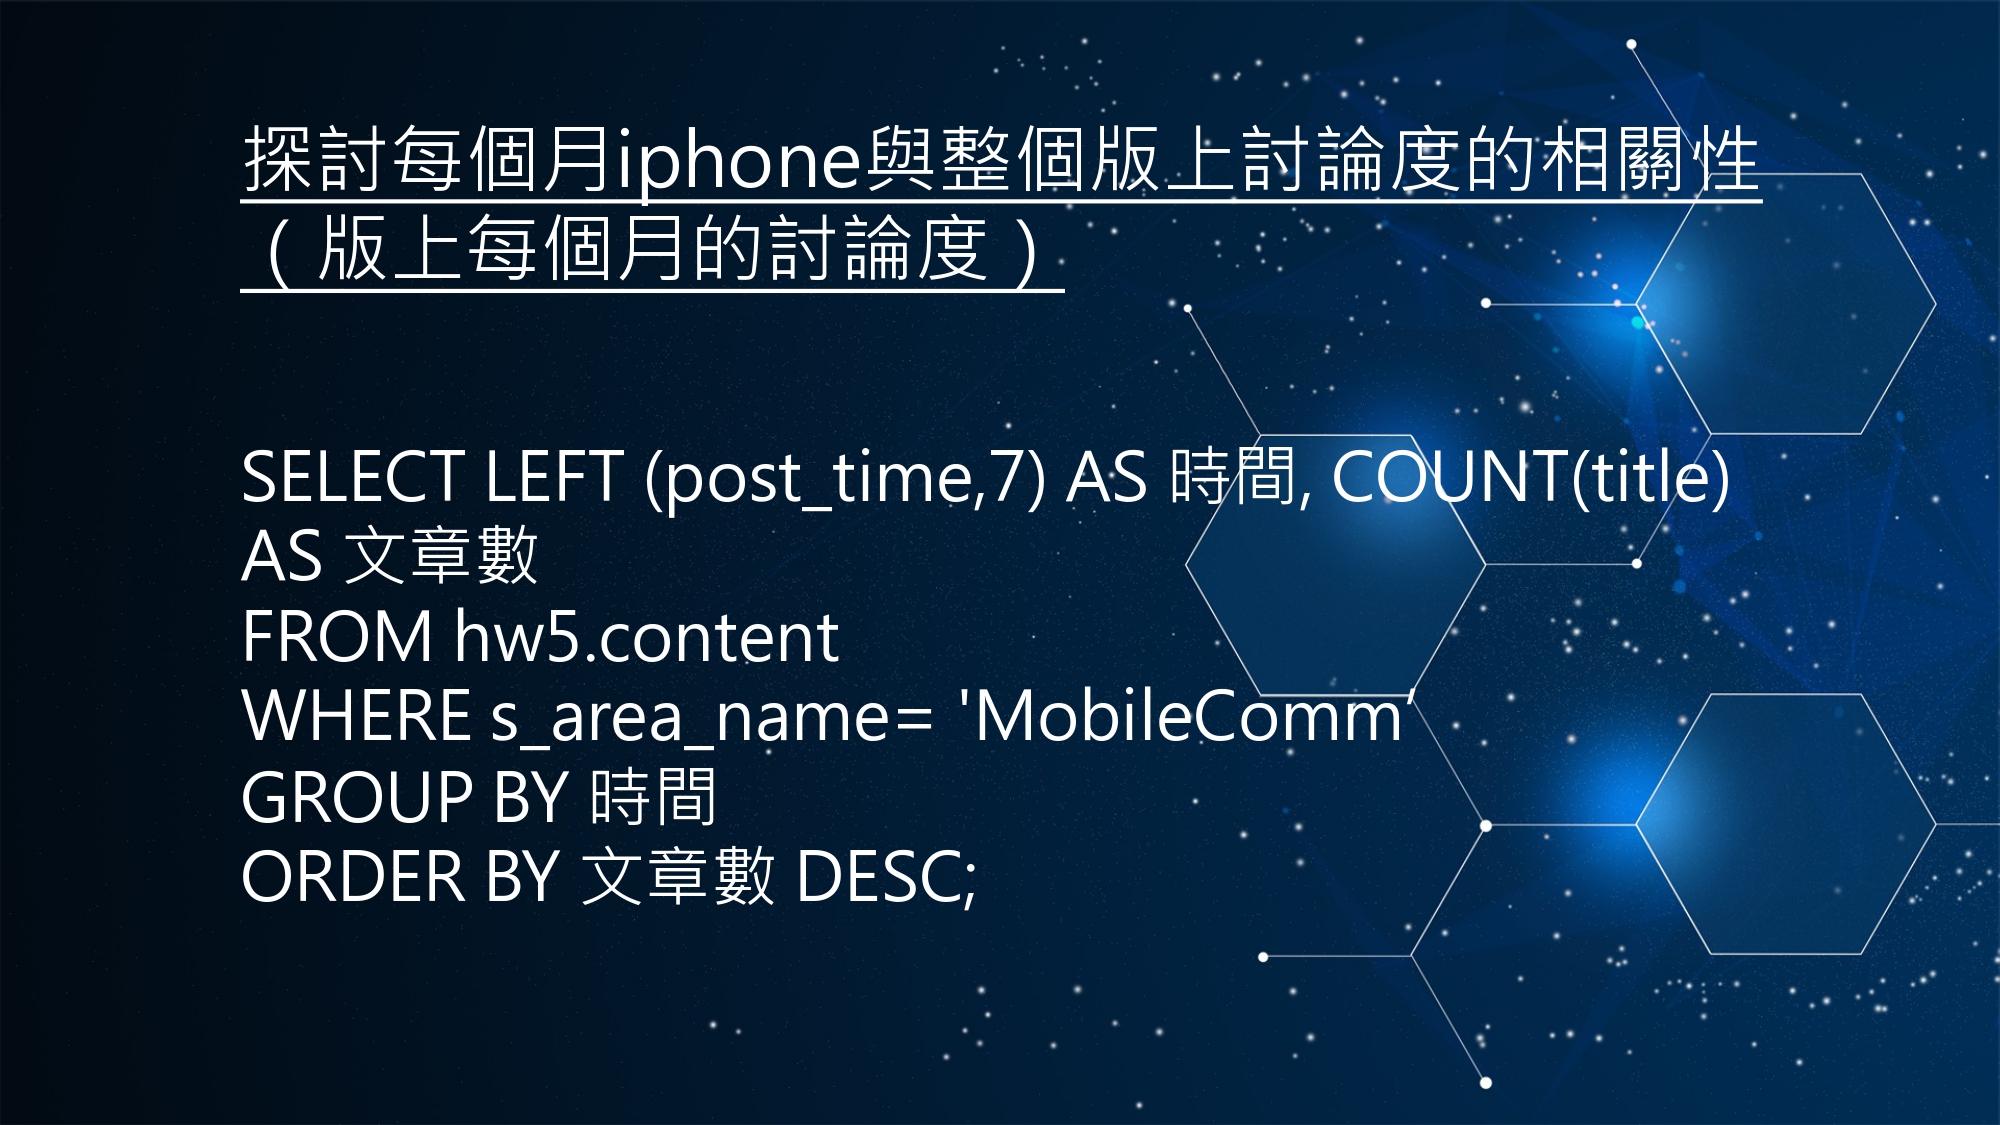 探討每個月iphone與整個版上討論度的相關性
（版上每個月的討論度）
SELECT LEFT (post_time,7) AS 時間, COUNT(title)
AS 文章數
FROM hw5.content
WHERE s_area_name= 'MobileComm‘
GROUP BY 時間
ORDER BY 文章數 DESC;